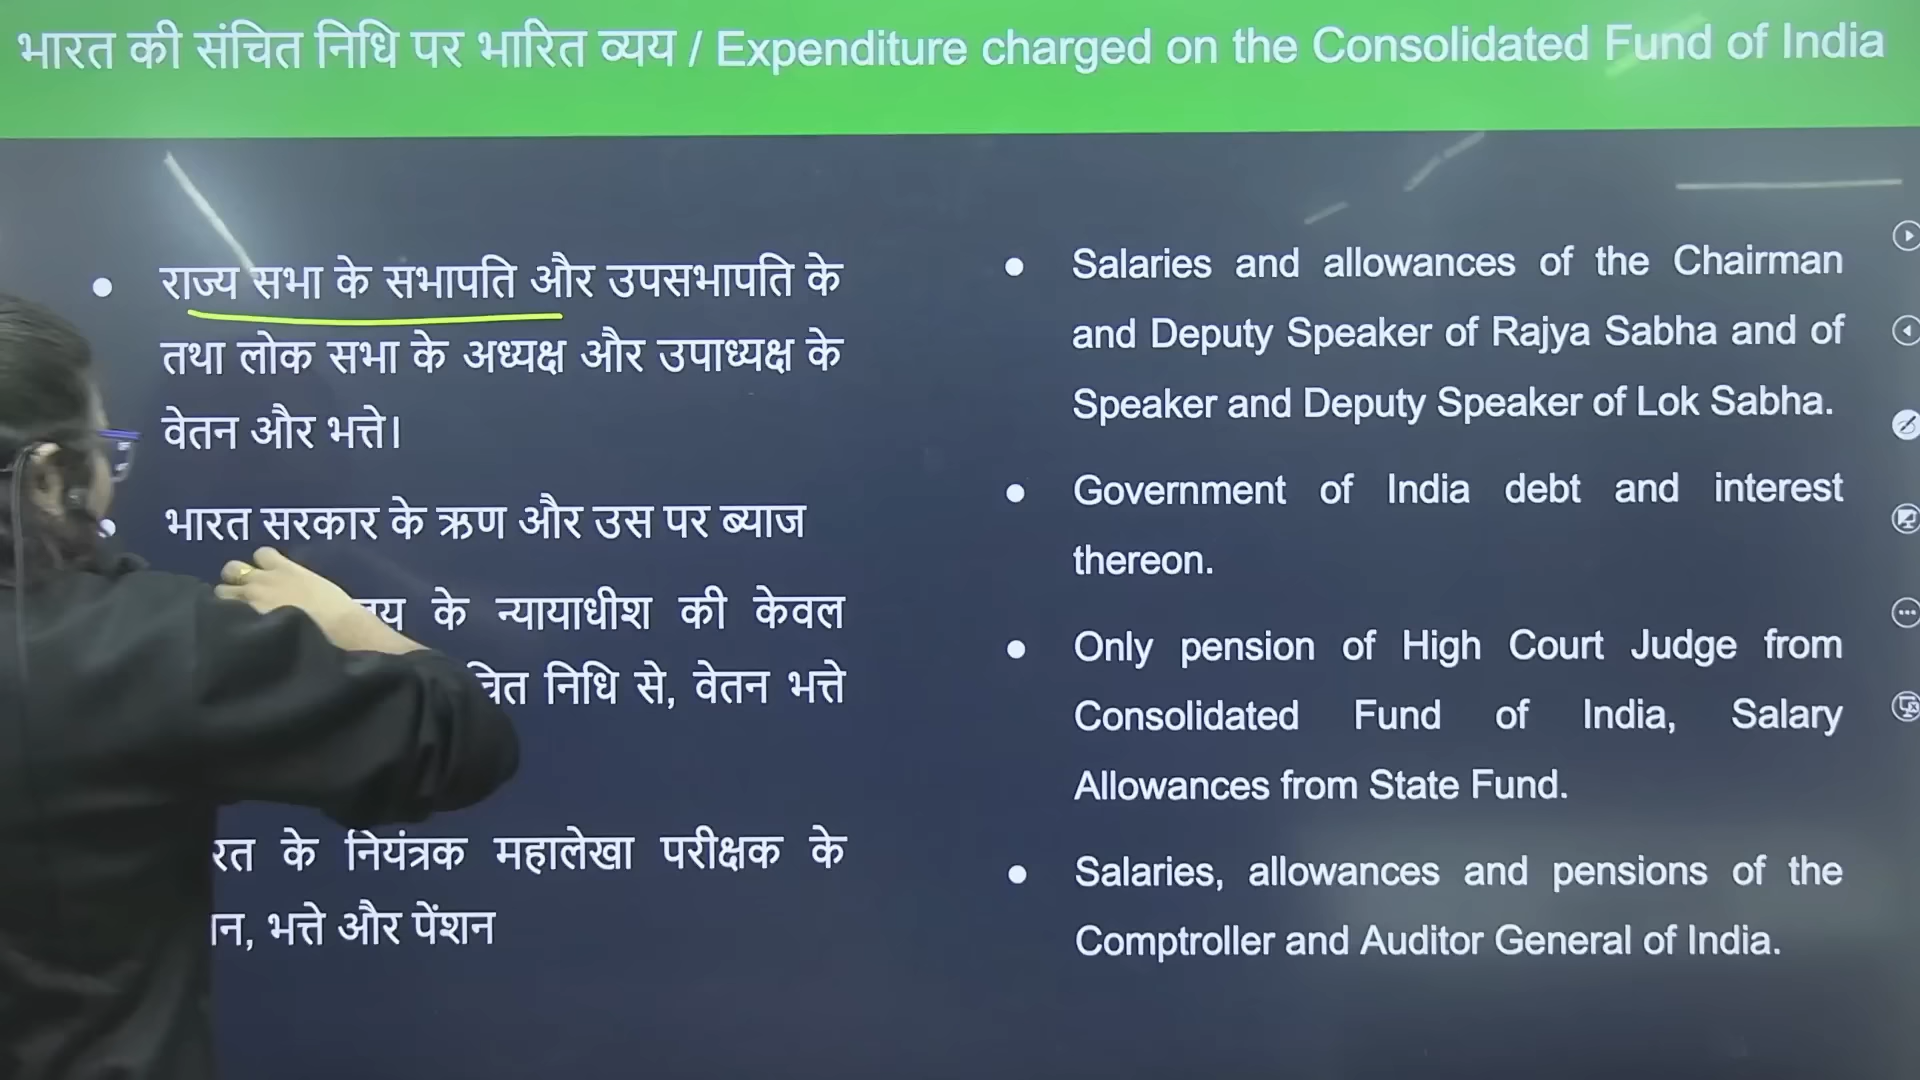 भारत की संचित निधि पर भारित व्यय / Expenditure charged on the Consolidated Fund of India
राज्य सभा के सभापति और उपसभापति के
तथा लोक सभा के अध्यक्ष और उपाध्यक्ष के
वेतन और भत्ते।
भारत सरकार के ऋण और उस पर ब्याज
के न्यायाधीश की केवल
निधि से, वेतन भत्ते
के नियंत्रक महालेखा परीक्षक के
भत्ते और पेंशन
Salaries and allowances of the Chairman
and Deputy Speaker of Rajya Sabha and of
Speaker and Deputy Speaker of Lok Sabha.
Government of India debt and interest
thereon.
Only pension of High Court Judge from
Consolidated Fund of India, Salary
Allowances from State Fund.
Salaries, allowances and pensions of the
Comptroller and Auditor General of India.